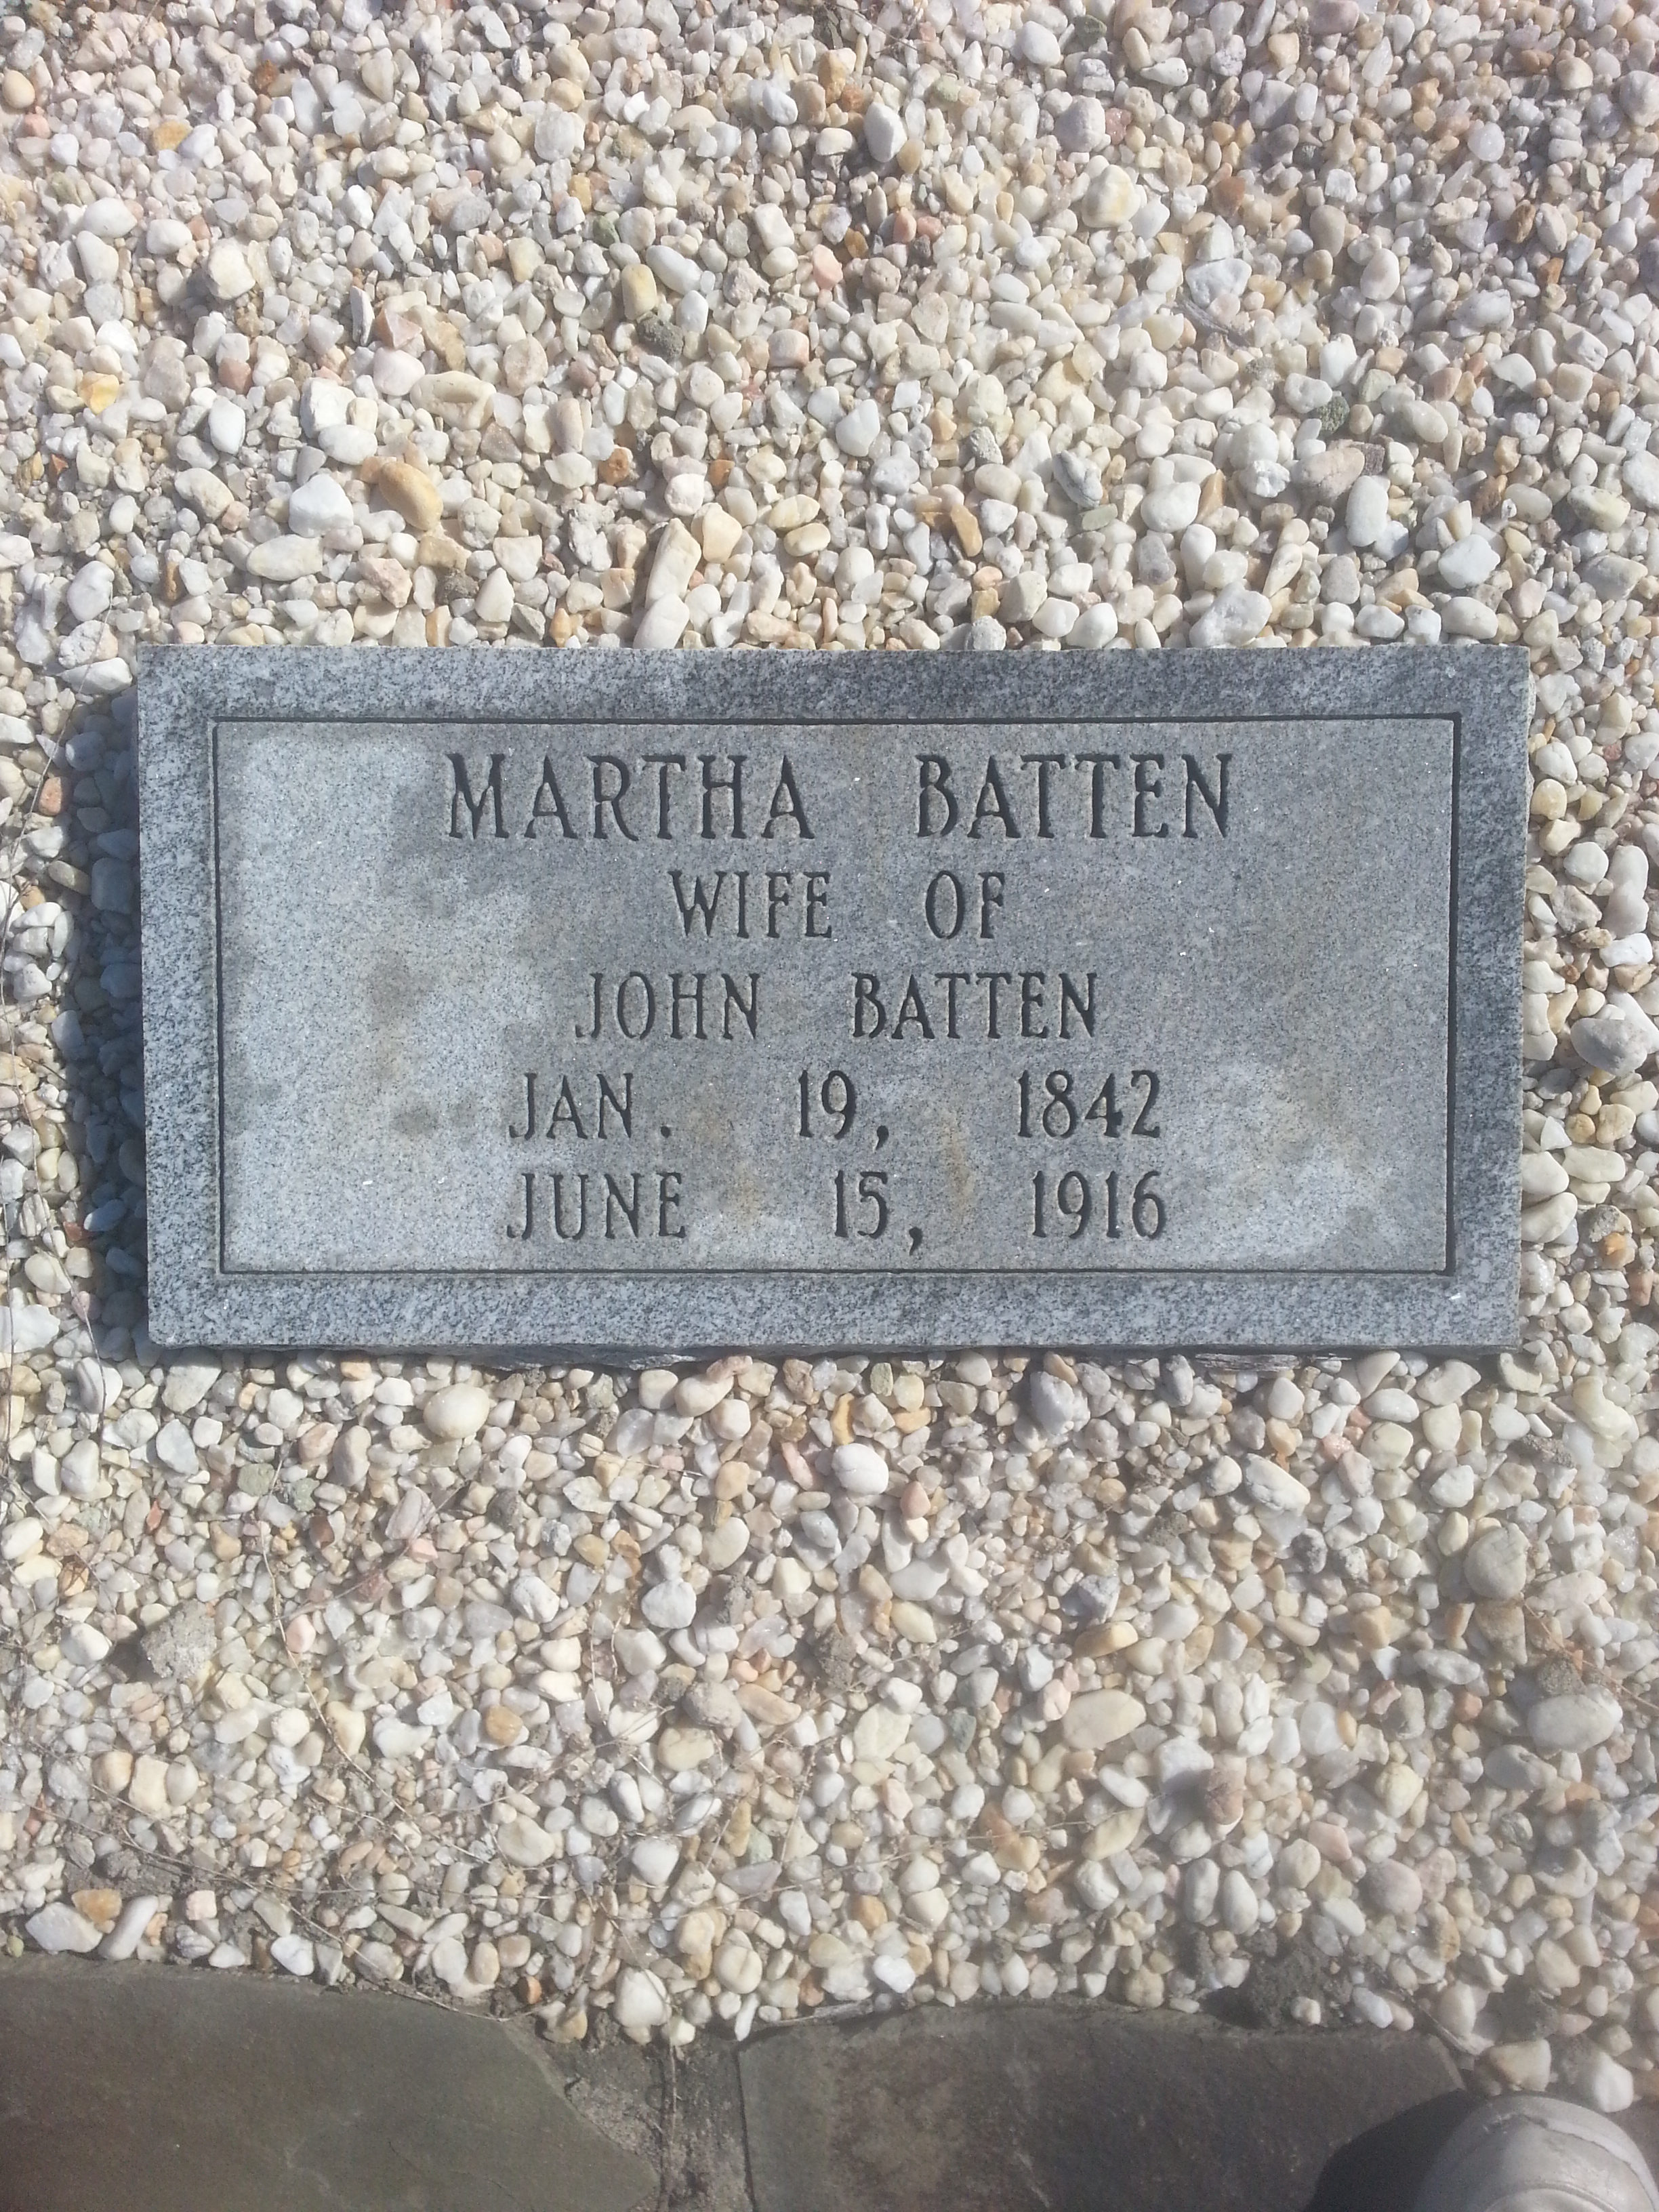 MARTHA BATTEN
WIFE OF
JOHN BATTEN
JAN. 19, 1842
JUNE 15, 1916